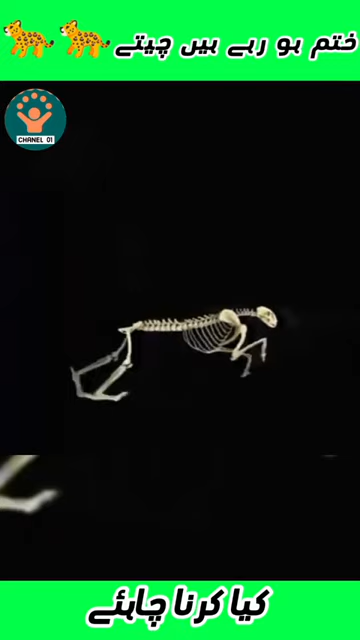 ختم ہو رہے ہیں چیتے 🐆 🐆
CHANEL 01
کیا کرنا چاہئے